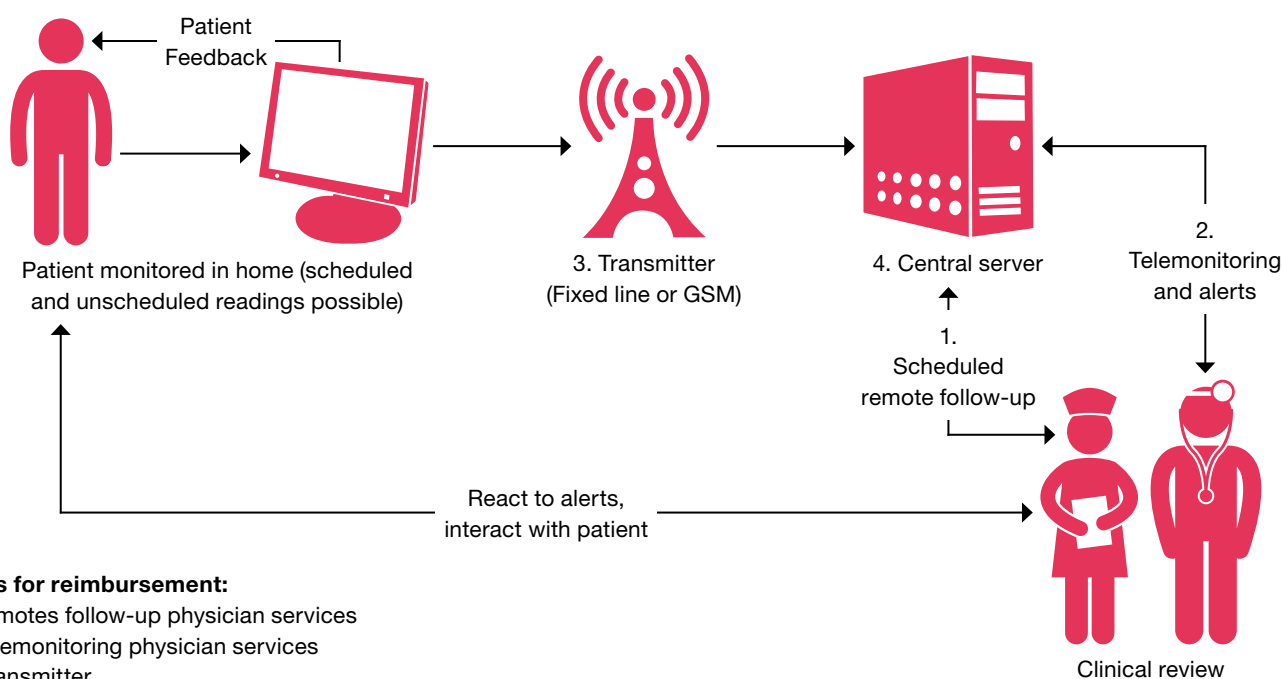 Patient
Feedback
Patient monitored in home (scheduled
and unscheduled readings possible)
3. Transmitter
(Fixed line or GSM)
4. Central server
2.
Telemonitoring
and alerts
1.
Scheduled
remote follow-up
React to alerts,
interact with patient
s for reimbursement:
motes follow-up physician services
emonitoring physician services
ansmitter
Clinical review